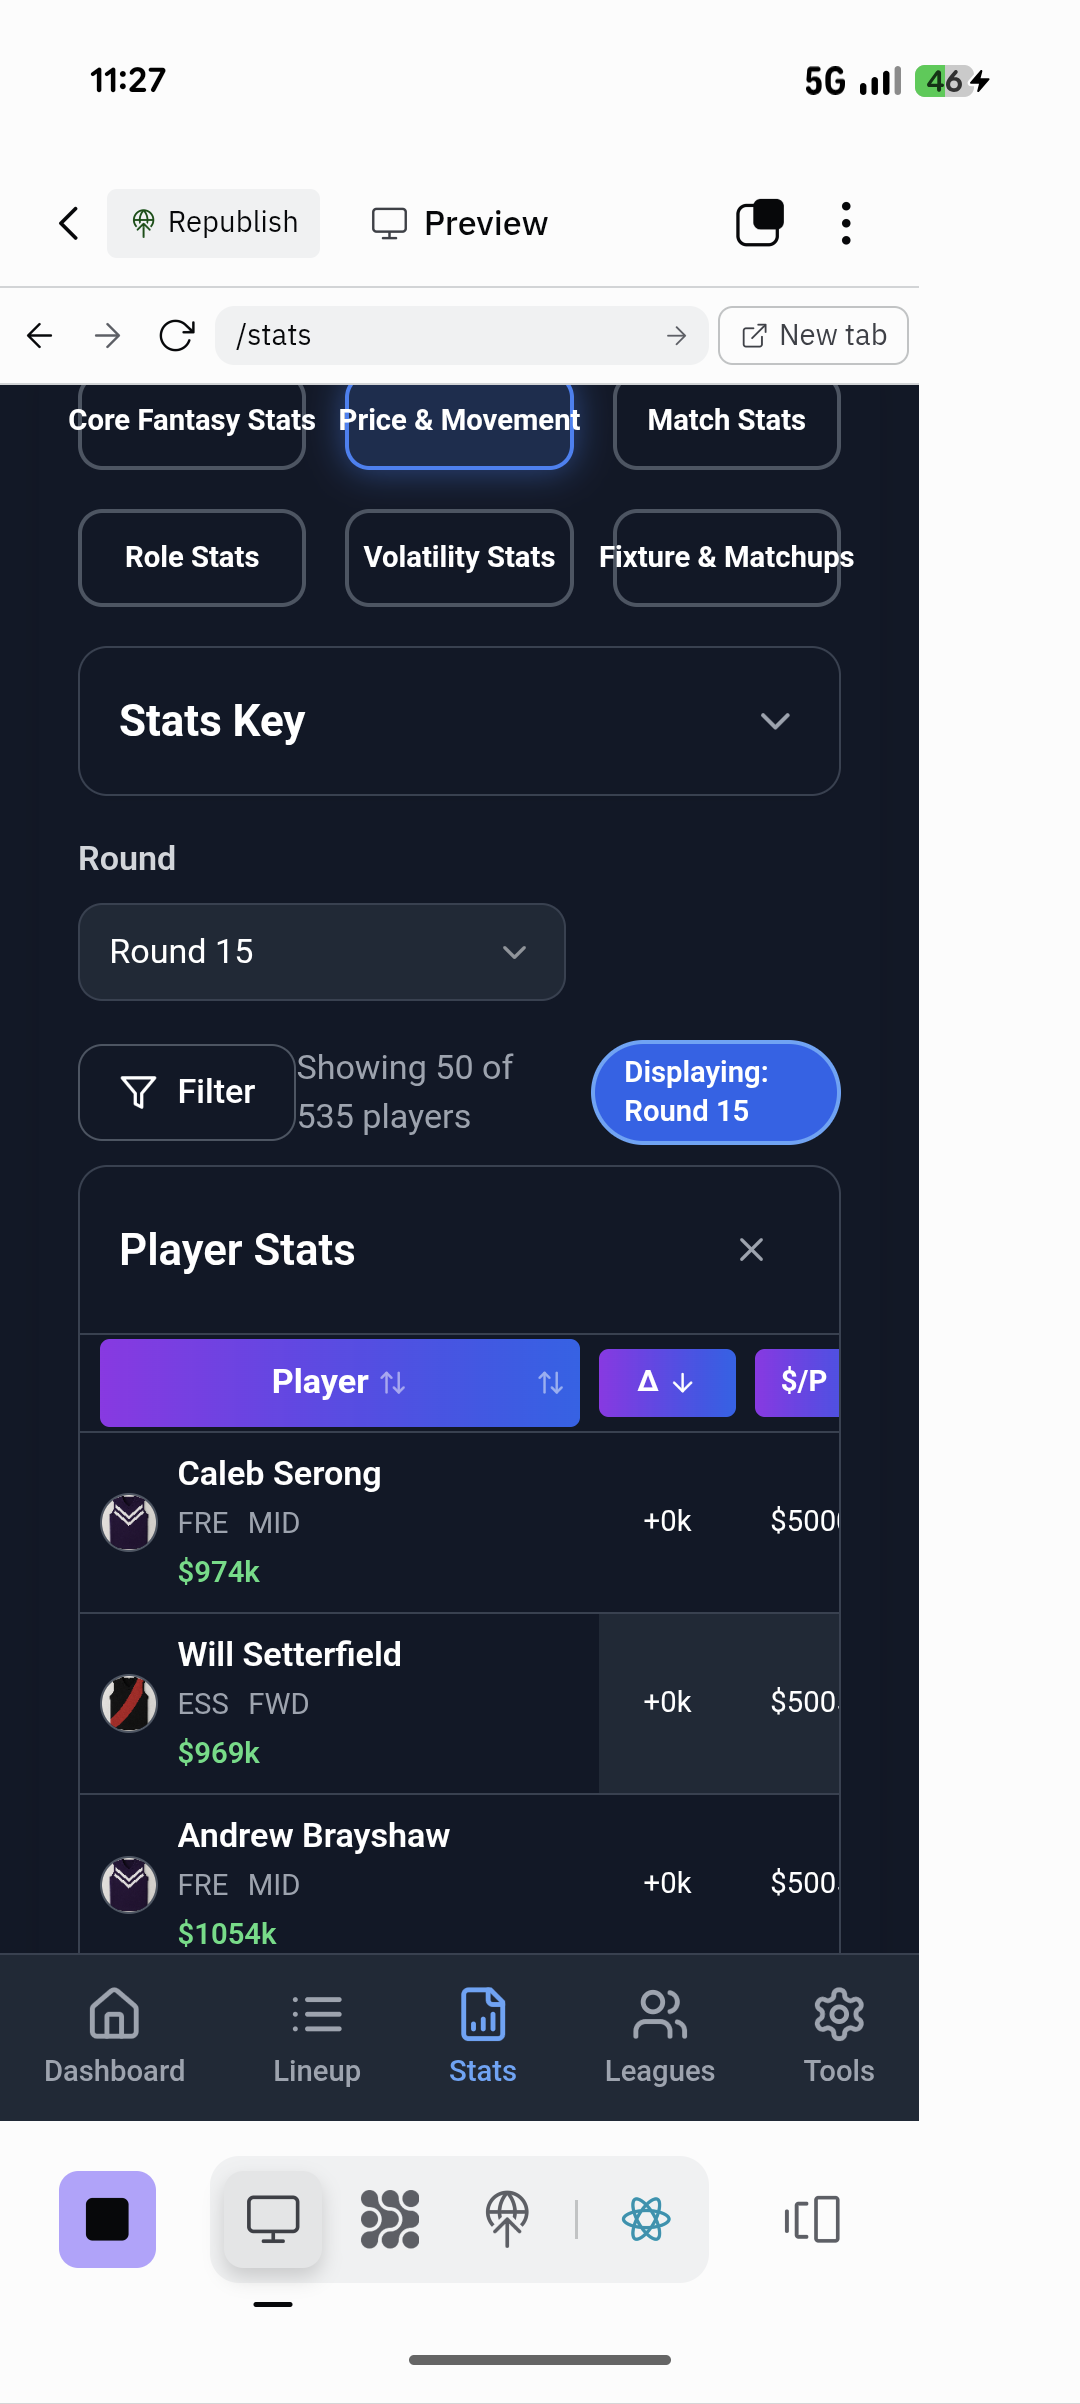 11:27
5G
46
Republish
Preview
/stats
New tab
Core Fantasy Stats
Price & Movement
Match Stats
Role Stats
Volatility Stats
Fixture & Matchups
Stats Key
Round
Round 15
Filter
Showing 50 of
535 players
Displaying:
Round 15
Player Stats
Player
Δ
$/P
Caleb Serong
FRE MID
$974k
+0k
$500
Will Setterfield
ESS FWD
$969k
+0k
$500
Andrew Brayshaw
FRE MID
$1054k
+0k
$500
Dashboard
Lineup
Stats
Leagues
Tools